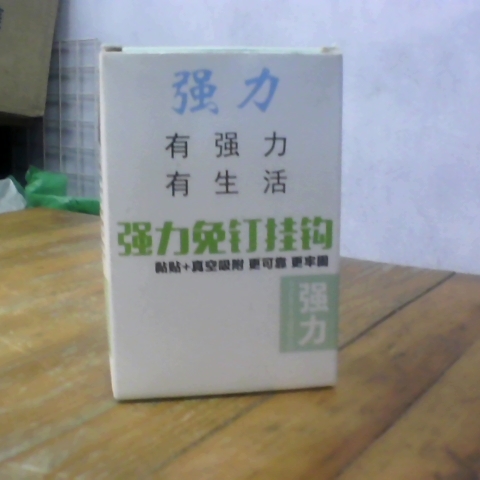 强力
有强力
有生活
强力免钉挂钩
黏贴+真空吸附 更可靠 更牢固
强力